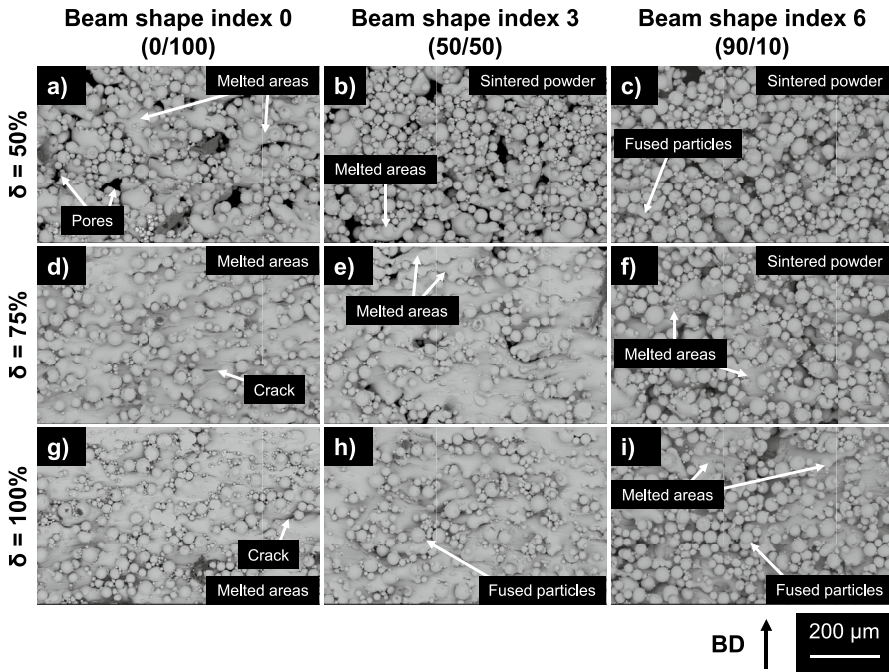 Beam shape index 0
(0/100)
Beam shape index 3
(50/50)
Beam shape index 6
(90/10)
δ = 50%
a)
Melted areas
Pores
b)
Sintered powder
Melted areas
c)
Sintered powder
Fused particles
δ = 75%
d)
Melted areas
Crack
e)
Melted areas
f)
Sintered powder
Melted areas
δ = 100%
g)
Crack
Melted areas
h)
Fused particles
i)
Melted areas
Fused particles
BD
200 µm